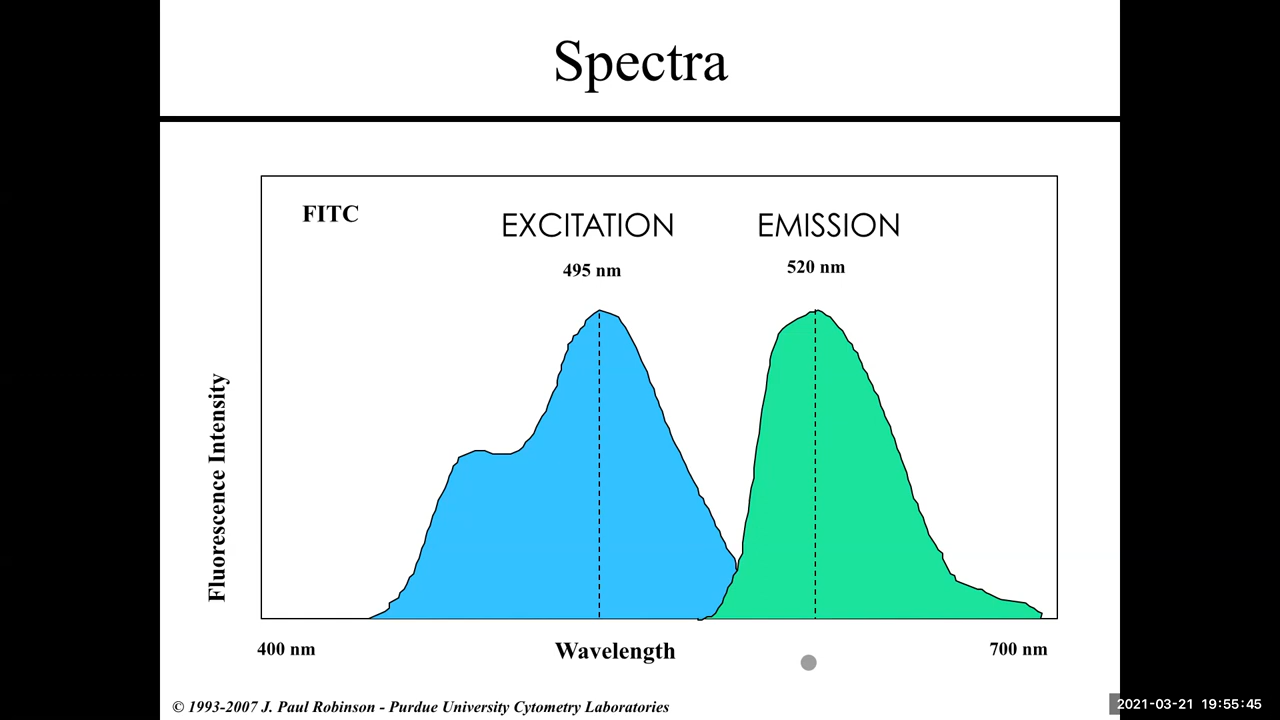 Spectra
FITC
EXCITATION
EMISSION
495 nm
520 nm
Fluorescence Intensity
400 nm
Wavelength
700 nm
© 1993-2007 J. Paul Robinson - Purdue University Cytometry Laboratories
2021-03-21 19:55:45